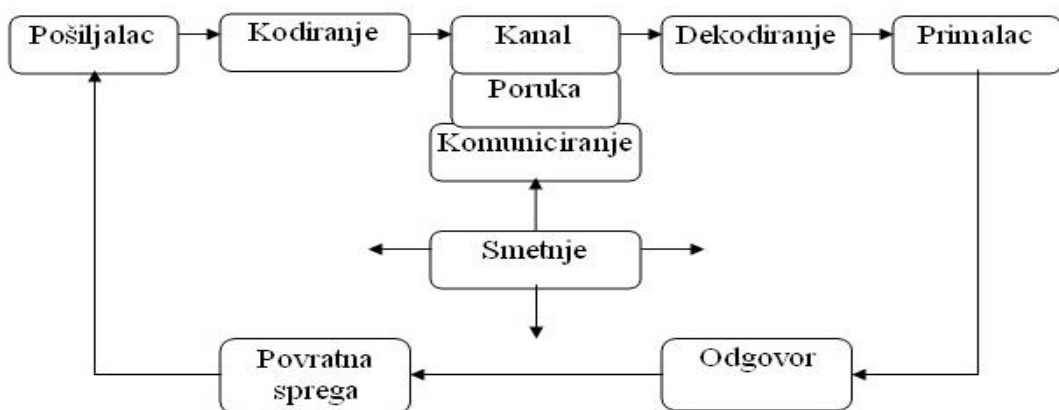 Pošiljalac
Kodiranje
Kanal
Dekodiranje
Primalac
Poruka
Komuniciranje
Smetnje
Povratna
sprega
Odgovor